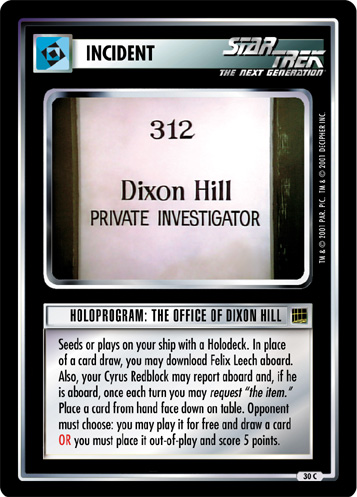 INCIDENT
STAR TREK
THE NEXT GENERATION
312
Dixon Hill
PRIVATE INVESTIGATOR
TM & © 2001 PAR. PIC. TM & © 2001 DECIPHER INC.
HOLOPROGRAM: THE OFFICE OF DIXON HILL
Seeds or plays on your ship with a Holodeck. In place
of a card draw, you may download Felix Leech aboard.
Also, your Cyrus Redblock may report aboard and, if he
is aboard, once each turn you may request “the item.”
Place a card from hand face down on table. Opponent
must choose: you may play it for free and draw a card
OR you must place it out-of-play and score 5 points.
30 C